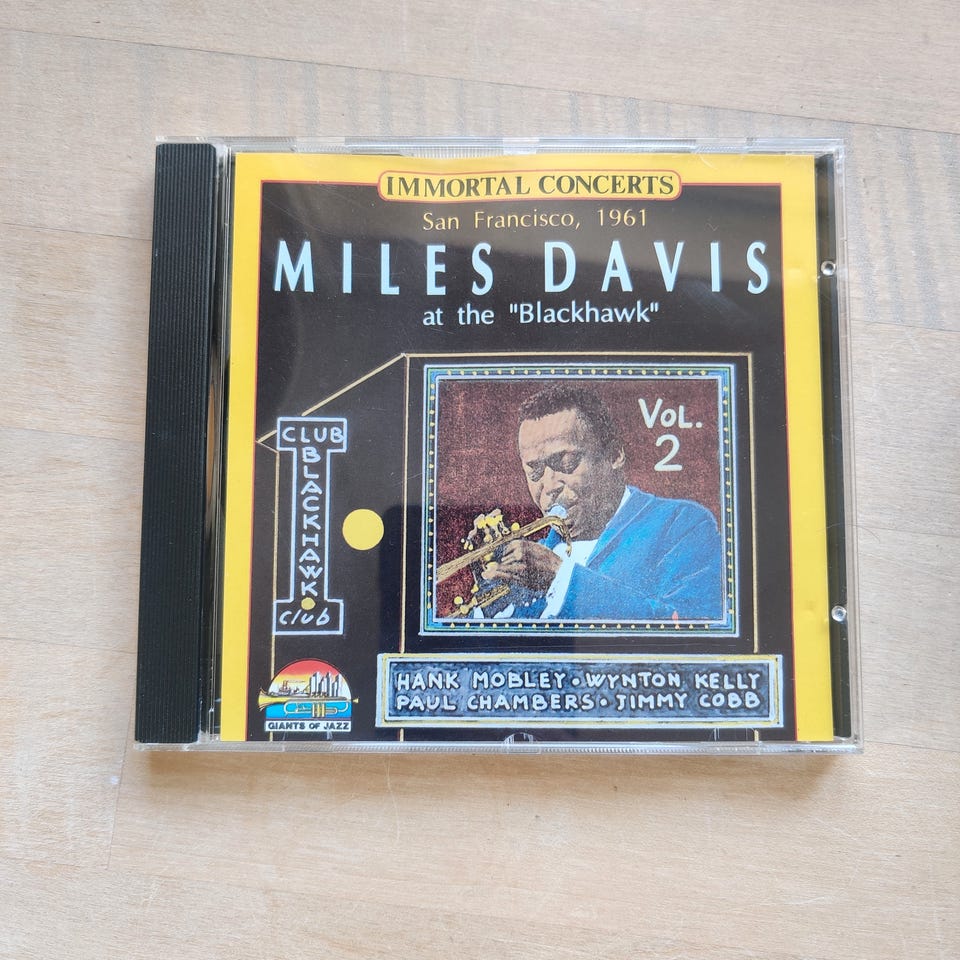 IMMORTAL CONCERTS
San Francisco, 1961
MILES DAVIS
at the "Blackhawk"
VOL.
2
CLUB
BLACKHAWK
Club
HANK MOBLEY • WYNTON KELLY
PAUL CHAMBERS • JIMMY COBB
GIANTS OF JAZZ